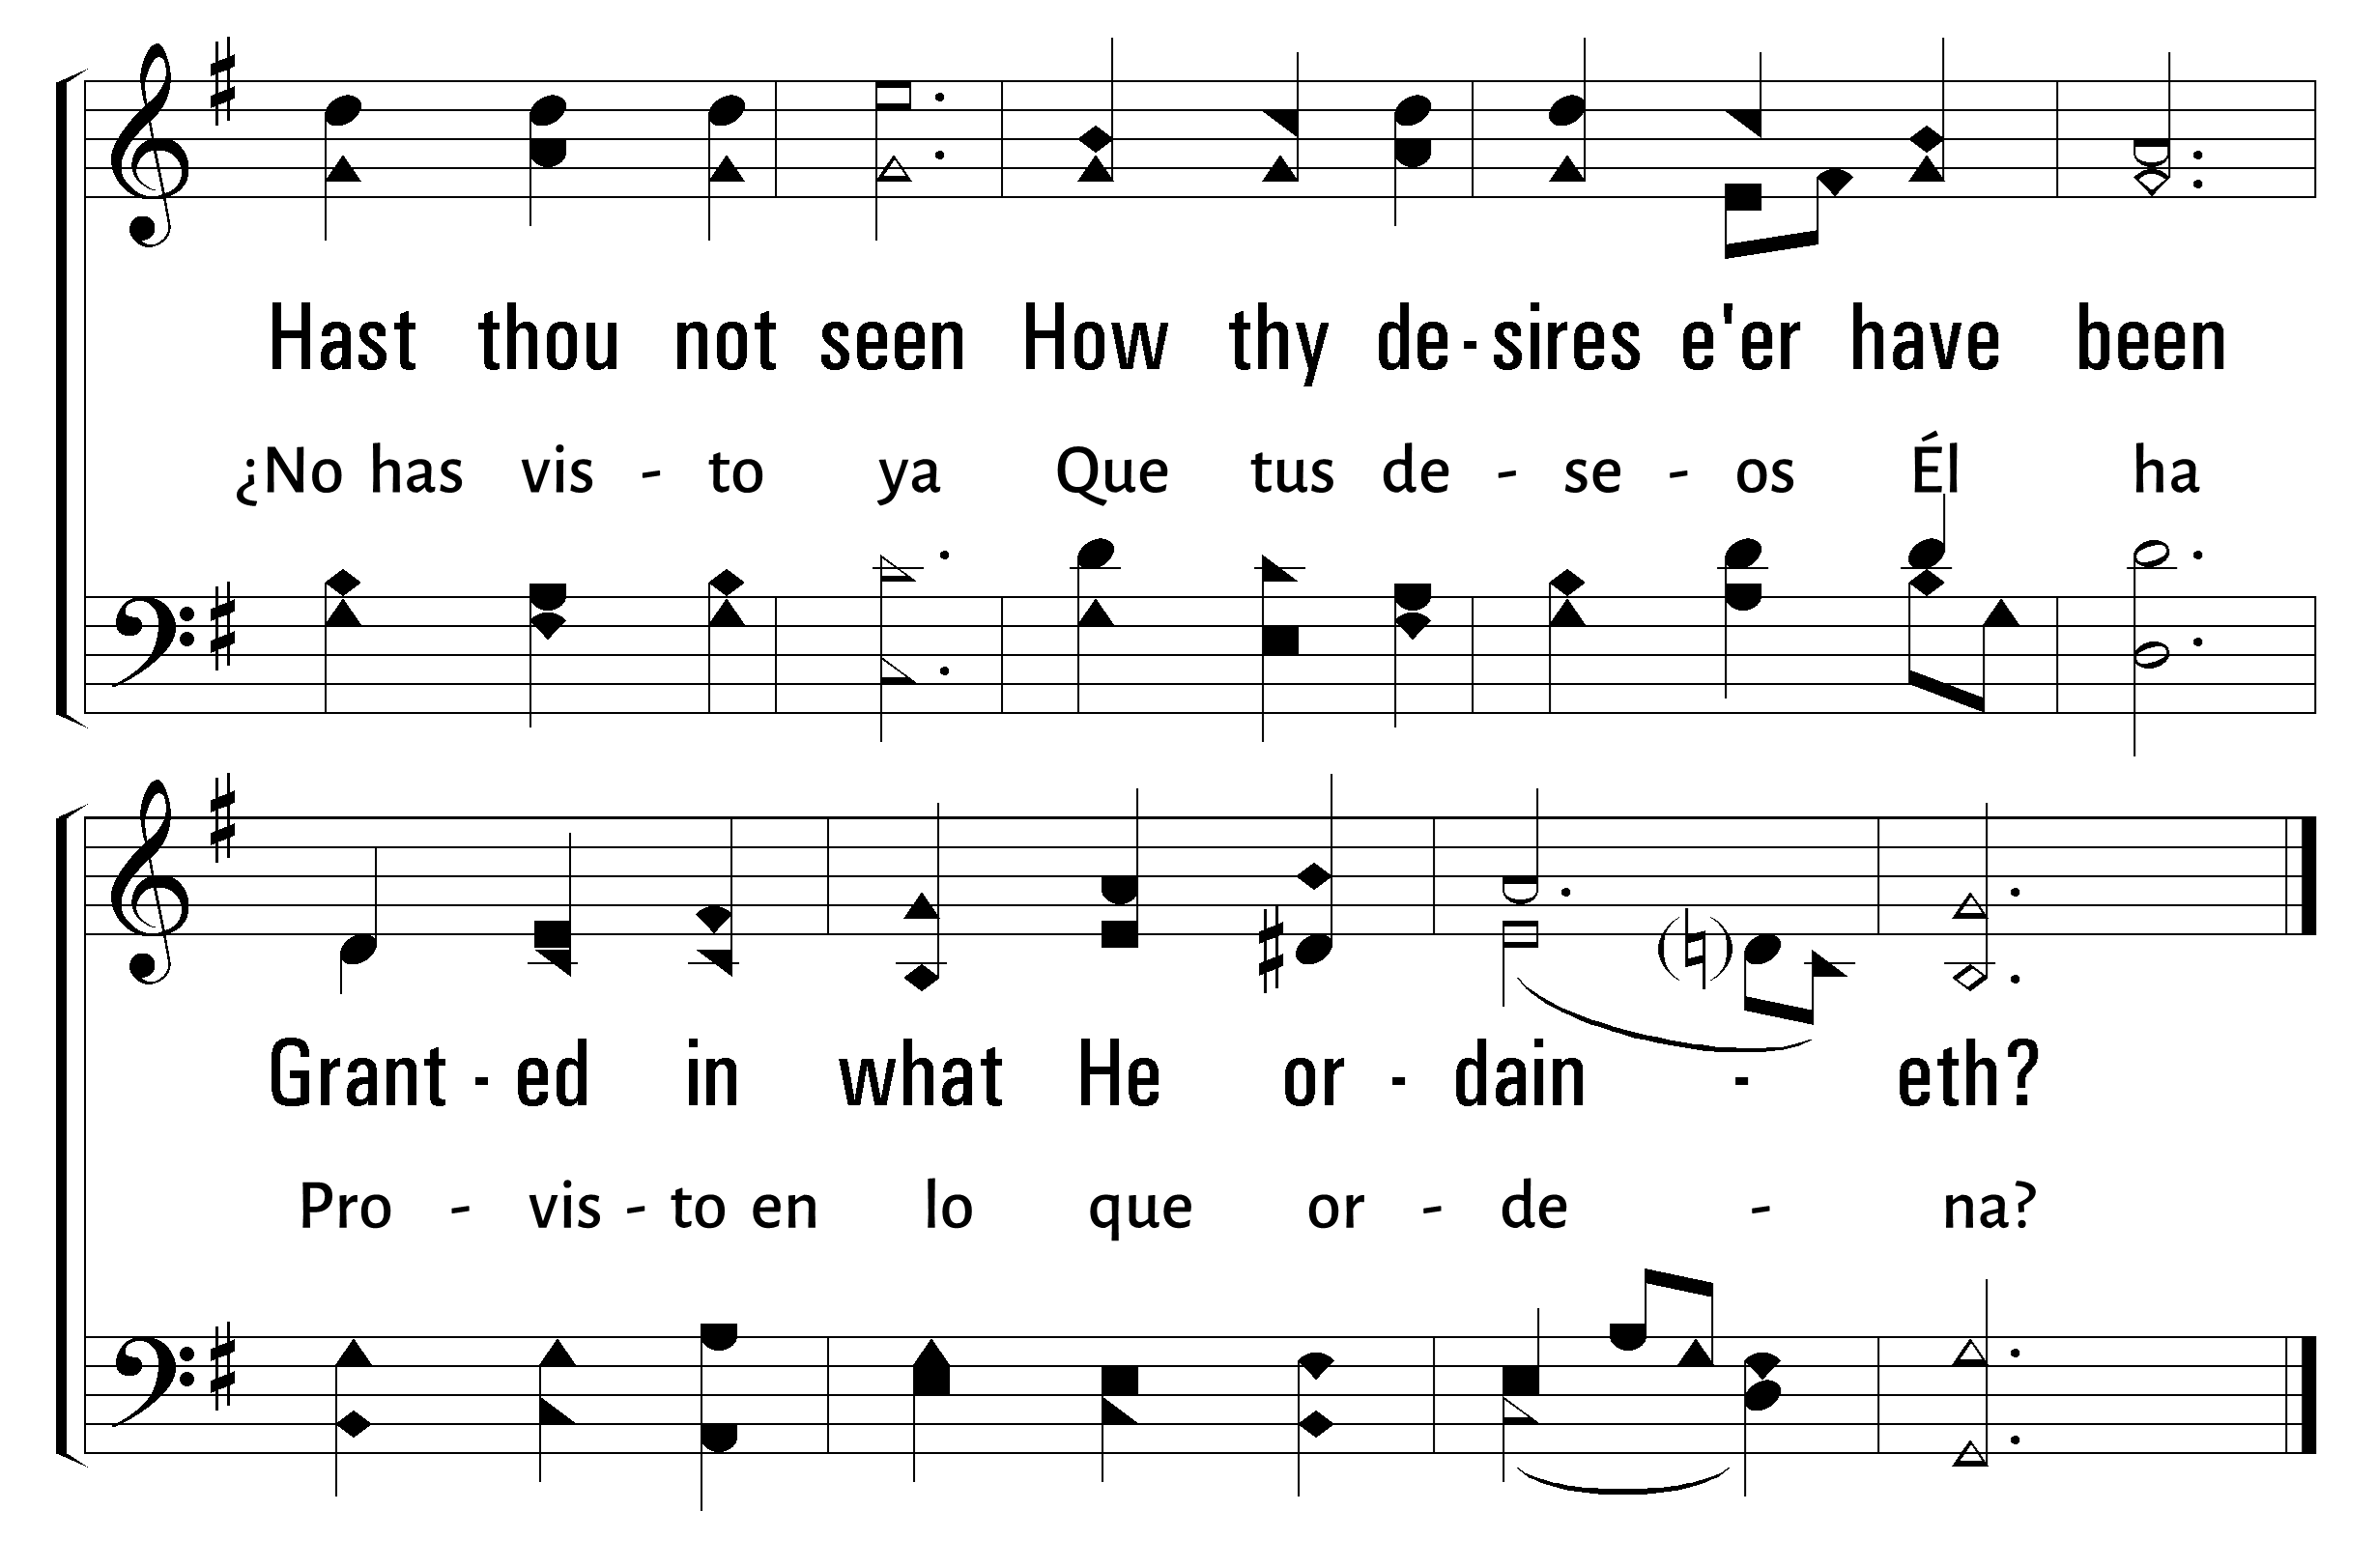 Hast thou not seen How thy de - sires e'er have been
¿No has vis - to ya Que tus de - se - os Él ha
Grant - ed in what He or - dain - eth?
Pro - vis - to en lo que or - de - na?